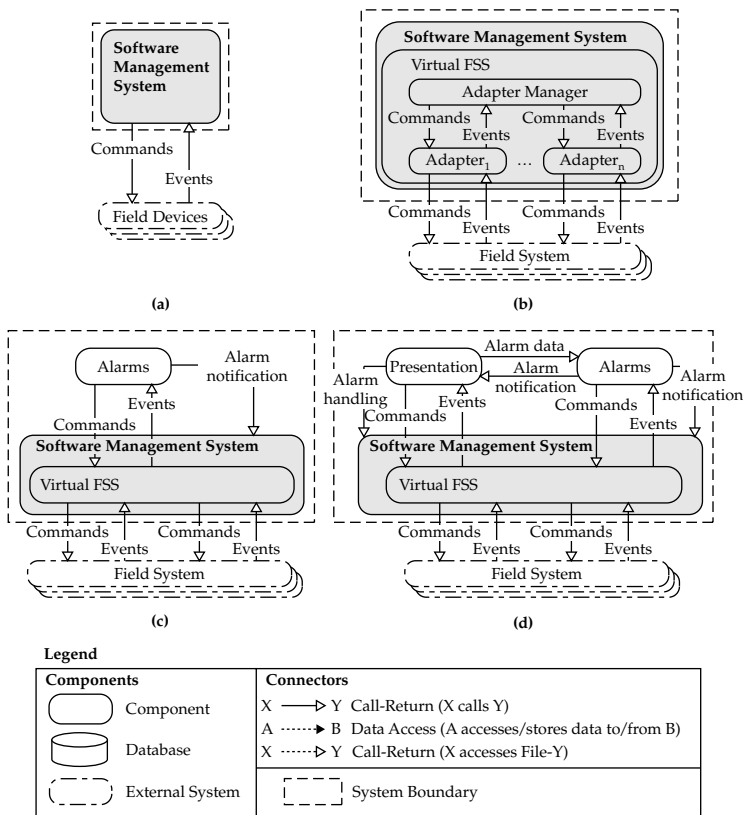 Software
Management
System
Commands
Events
Field Devices
(a)
Software Management System
Virtual FSS
Adapter Manager
Commands Commands
Events Events
Adapter1 … Adaptern
Commands Commands
Events Events
Field System
(b)
Alarms
Alarm
notification
Events
Commands
Software Management System
Virtual FSS
Commands Commands
Events Events
Field System
(c)
Alarm data
Presentation Alarms
Alarm
notification
Alarm
handling
Alarm
notification
Commands
Events
Commands
Events
Software Management System
Virtual FSS
Commands Commands
Events Events
Field System
(d)
Legend
Components
Component
Database
External System
Connectors
X Y Call-Return (X calls Y)
A B Data Access (A accesses/stores data to/from B)
X Y Call-Return (X accesses File-Y)
System Boundary